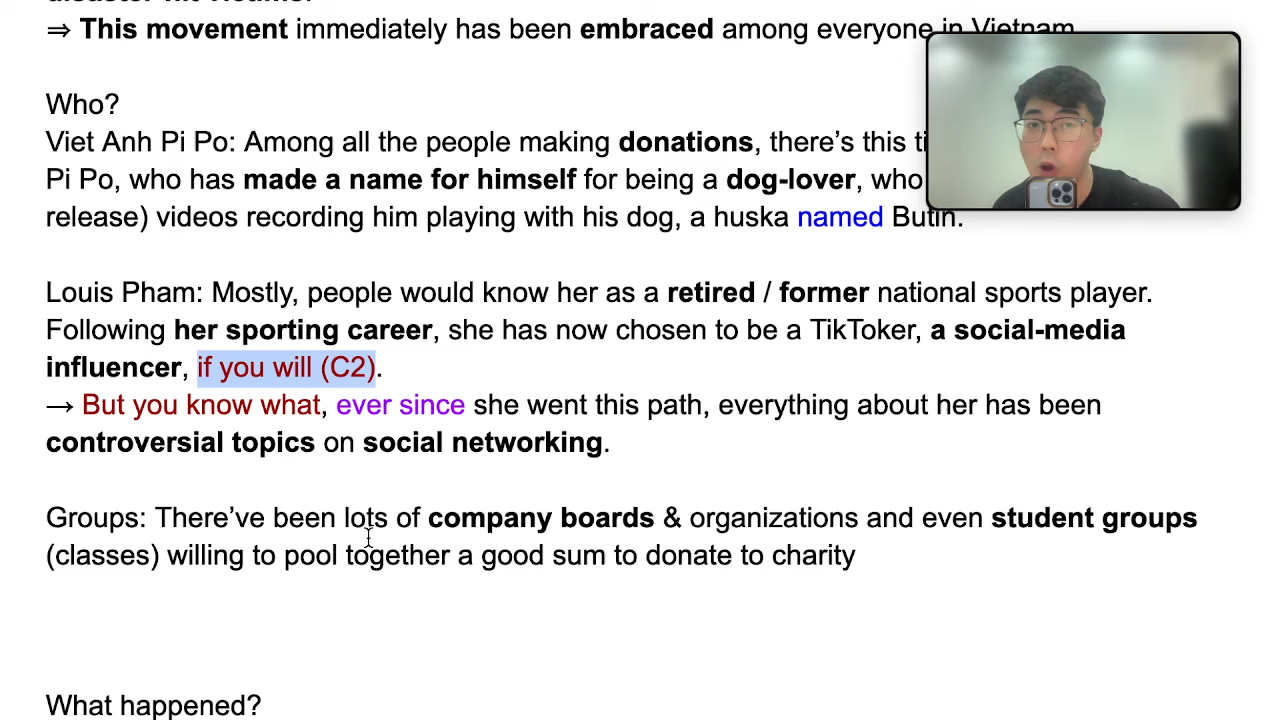 ⇒ This movement immediately has been embraced among everyone in Vietnam
Who?
Viet Anh Pi Po: Among all the people making donations, there’s this
Pi Po, who has made a name for himself for being a dog-lover, who
release) videos recording him playing with his dog, a huska named Butin.
Louis Pham: Mostly, people would know her as a retired / former national sports player.
Following her sporting career, she has now chosen to be a TikToker, a social-media
influencer, if you will (C2).
→ But you know what, ever since she went this path, everything about her has been
controversial topics on social networking.
Groups: There’ve been lots of company boards & organizations and even student groups
(classes) willing to pool together a good sum to donate to charity
What happened?